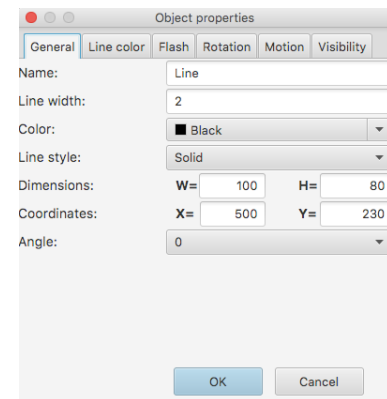 Object properties
General Line color Flash Rotation Motion Visibility
Name: Line
Line width: 2
Color: Black
Line style: Solid
Dimensions: W= 100 H= 80
Coordinates: X= 500 Y= 230
Angle: 0
OK Cancel